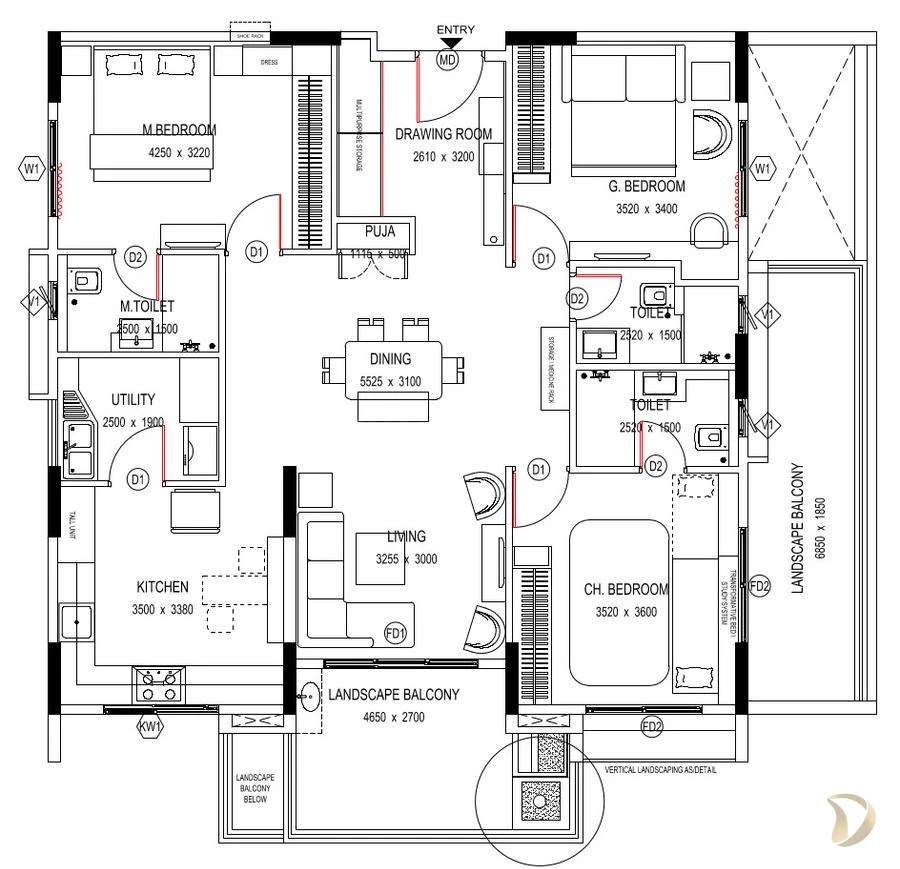 ENTRY
SHOE RACK
MD
DRESS
MULTIPURPRISE STORAGE
M.BEDROOM
4250 x 3220
DRAWING ROOM
2610 x 3200
W1
W1
G. BEDROOM
3520 x 3400
PUJA
1115 x 500
D2
D1
D1
V1
M.TOILET
2500 x 1500
D2
TOILET
2520 x 1500
V1
DINING
5525 x 3100
STORAGE \ MEDICINE RACK
UTILITY
2500 x 1900
TOILET
2520 x 1500
V1
D1
D1
D2
TALL UNIT
LIVING
3255 x 3000
LANDSCAPE BALCONY
6850 x 1850
KITCHEN
3500 x 3380
CH. BEDROOM
3520 x 3600
TRANSFORMATIVE BED \
STUDY SYSTEM
FD2
FD1
LANDSCAPE BALCONY
4650 x 2700
KW1
FD2
VERTICAL LANDSCAPING AS/DETAIL
LANDSCAPE
BALCONY
BELOW